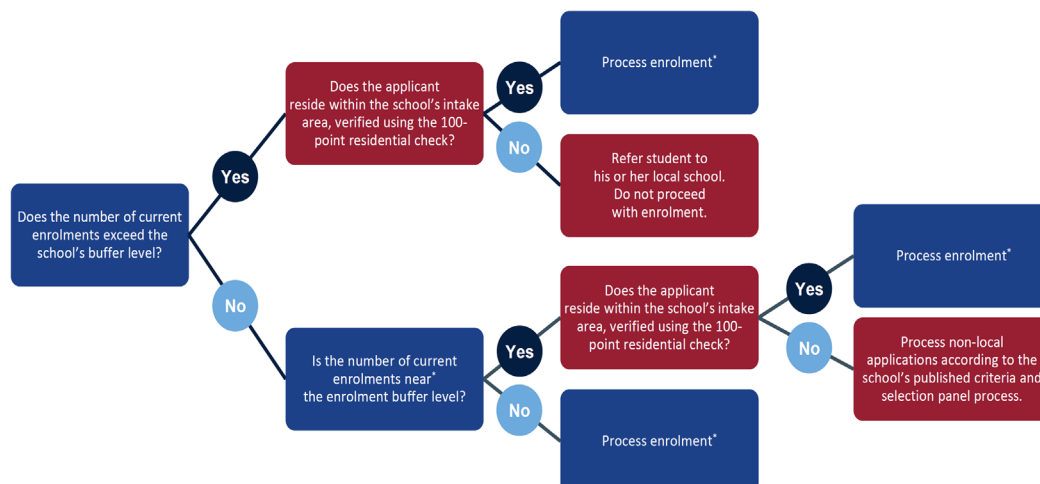 Does the number of current
enrolments exceed the
school's buffer level?
Yes
No
Does the applicant
reside within the school's intake
area, verified using the 100-
point residential check?
Yes
No
Process enrolment*
Refer student to
his or her local school.
Do not proceed
with enrolment.
Is the number of current
enrolments near*
the enrolment buffer level?
Yes
No
Does the applicant
reside within the school's intake
area, verified using the 100-
point residential check?
Process enrolment*
Yes
No
Process enrolment*
Process non-local
applications according to the
school's published criteria and
selection panel process.